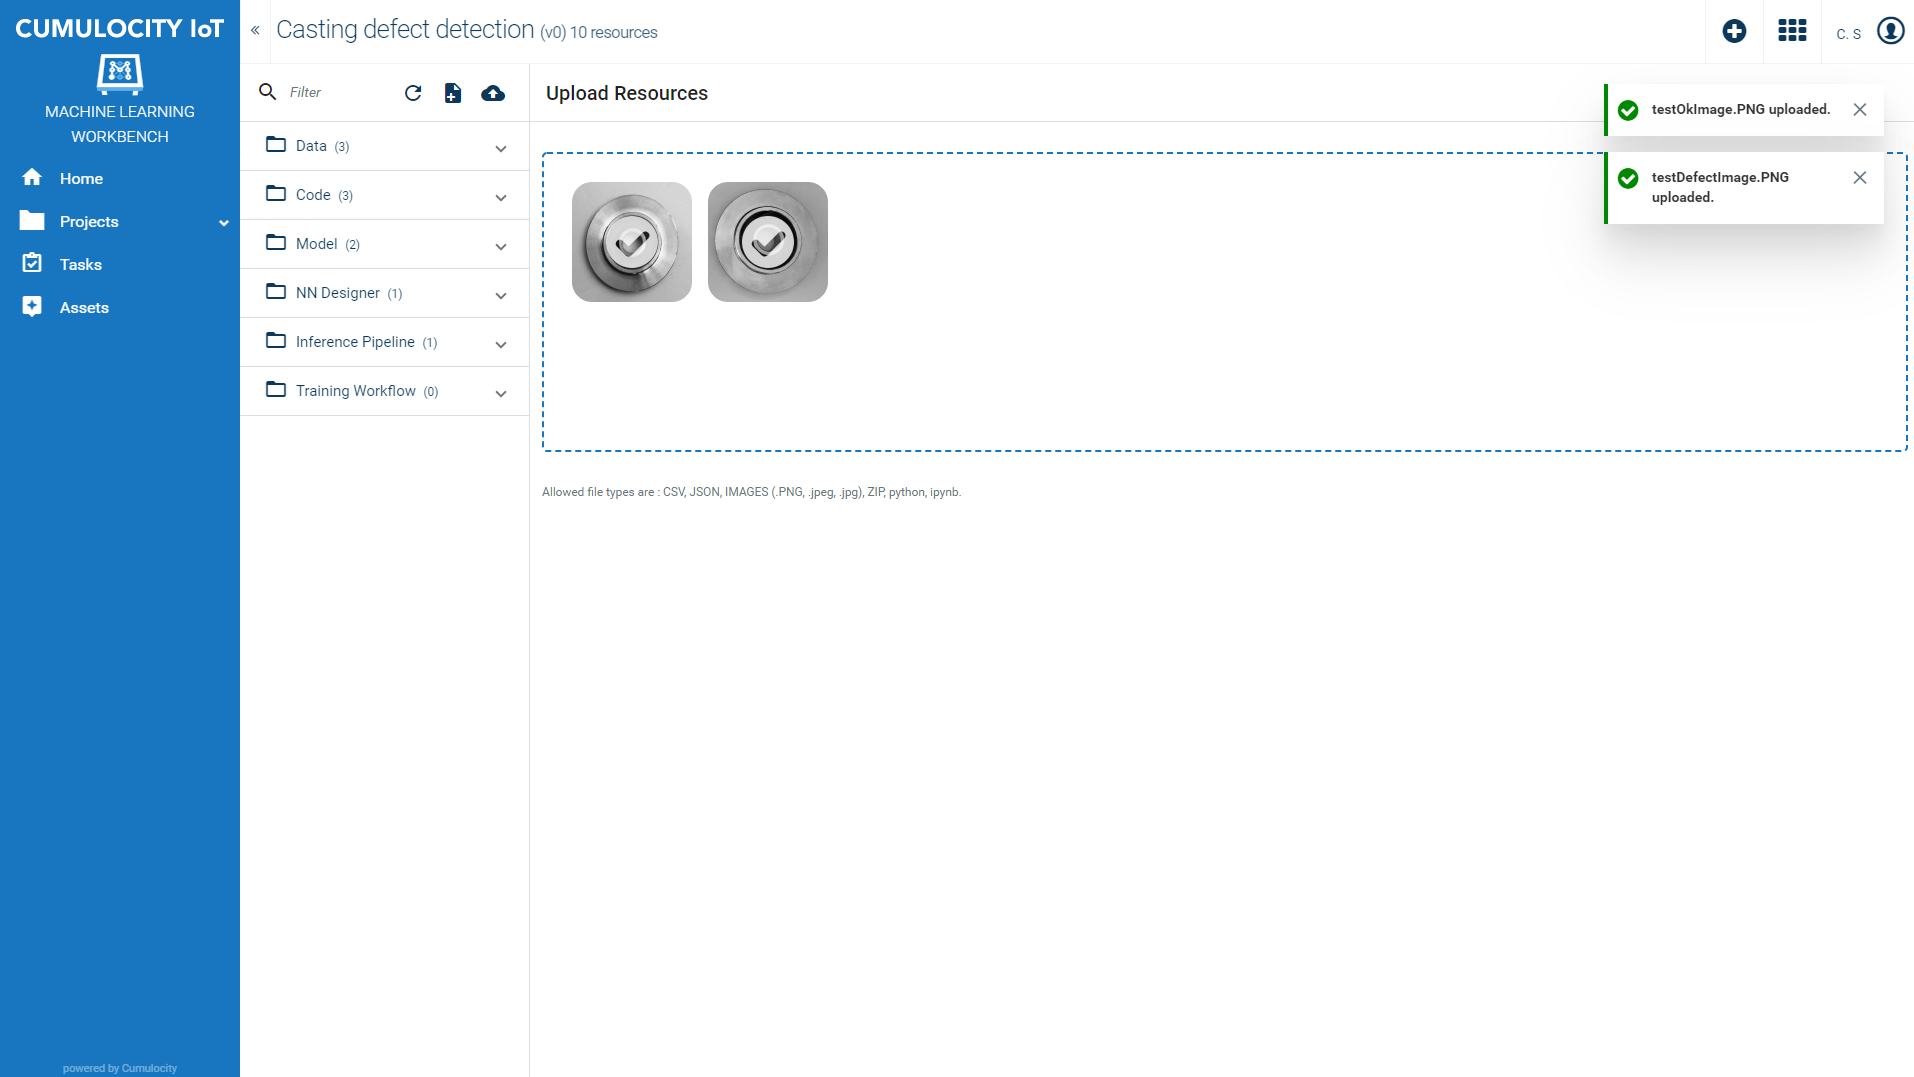 CUMULOCITY IoT
MACHINE LEARNING
WORKBENCH
Home
Projects
Tasks
Assets
powered by Cumulocity
Casting defect detection (v0) 10 resources
C. S
Filter
Data (3)
Code (3)
Model (2)
NN Designer (1)
Inference Pipeline (1)
Training Workflow (0)
Upload Resources
testOkImage.PNG uploaded.
testDefectImage.PNG
uploaded.
Allowed file types are : CSV, JSON, IMAGES (.PNG, .jpeg, .jpg), ZIP, python, ipynb.